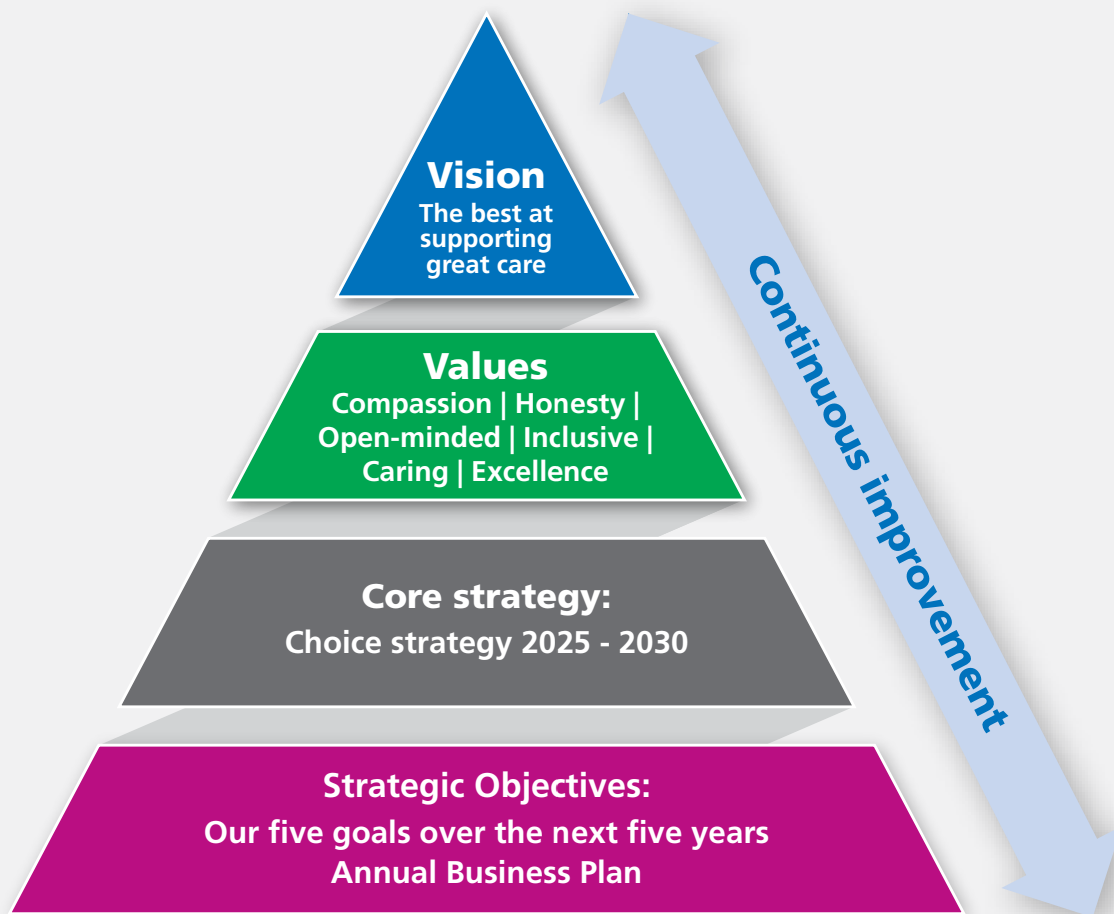 Vision
The best at
supporting
great care
Values
Compassion | Honesty |
Open-minded | Inclusive |
Caring | Excellence
Core strategy:
Choice strategy 2025 - 2030
Strategic Objectives:
Our five goals over the next five years
Annual Business Plan
Continuous improvement